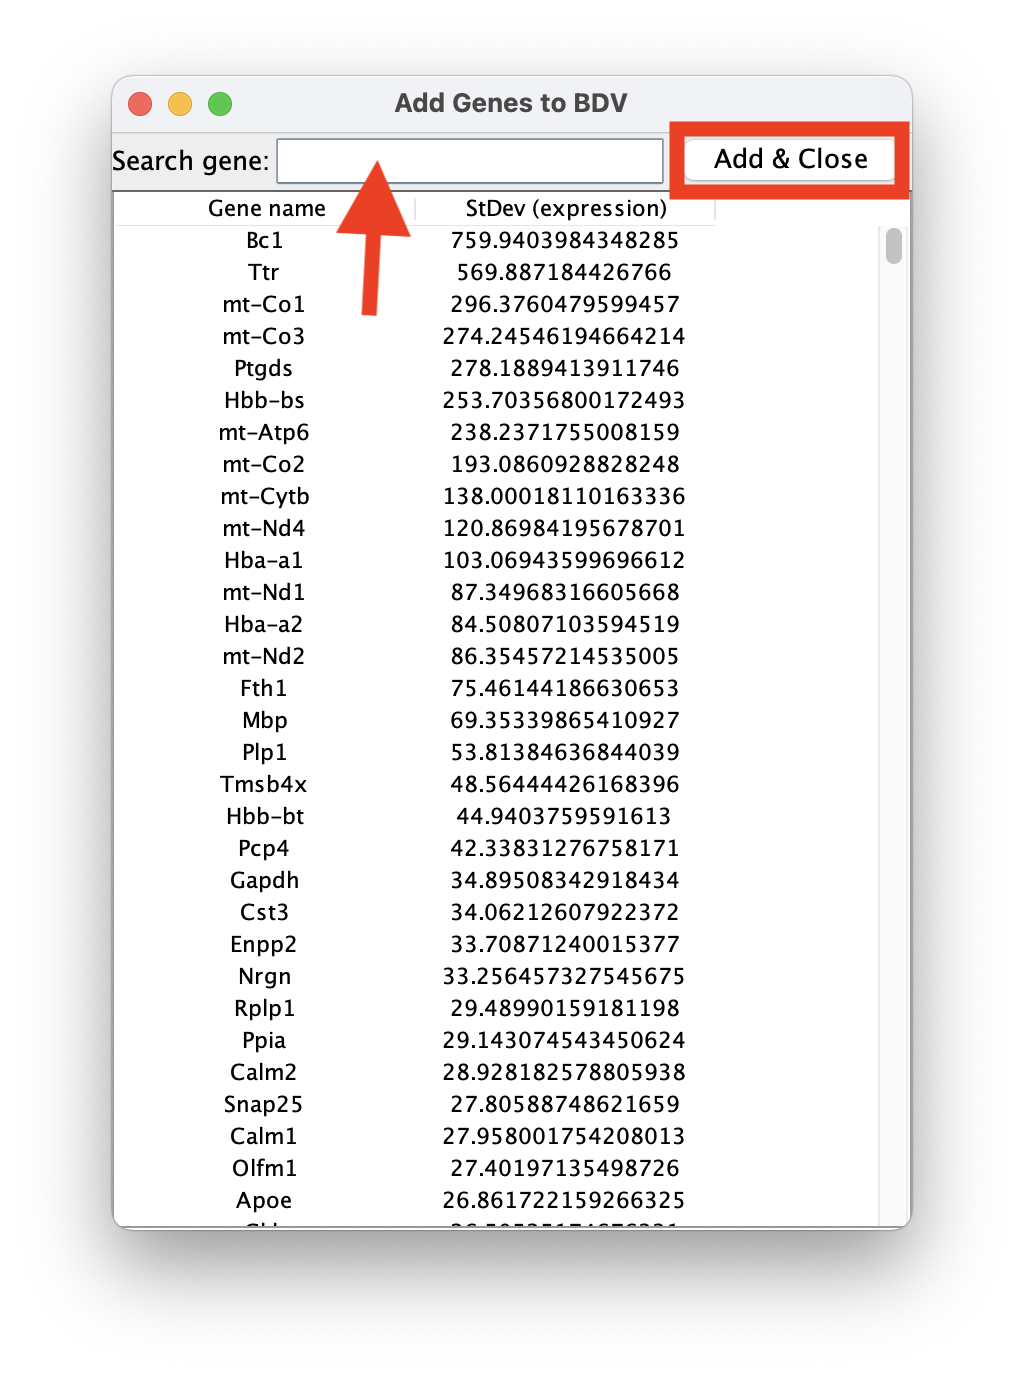 Add Genes to BDV
Search gene: Add & Close
Gene name StDev (expression)
Bc1 759.9403984348285
Ttr 569.887184426766
mt-Co1 296.3760479599457
mt-Co3 274.24546194664214
Ptgds 278.1889413911746
Hbb-bs 253.70356800172493
mt-Atp6 238.2371755008159
mt-Co2 193.0860928828248
mt-Cytb 138.00018110163336
mt-Nd4 120.86984195678701
Hba-a1 103.06943599696612
mt-Nd1 87.34968316605668
Hba-a2 84.50807103594519
mt-Nd2 86.35457214535005
Fth1 75.46144186630653
Mbp 69.35339865410927
Plp1 53.81384636844039
Tmsb4x 48.56444426168396
Hbb-bt 44.9403759591613
Pcp4 42.33831276758171
Gapdh 34.89508342918434
Cst3 34.06212607922372
Enpp2 33.70871240015377
Nrgn 33.256457327545675
Rplp1 29.48990159181198
Ppia 29.143074543450624
Calm2 28.928182578805938
Snap25 27.80588748621659
Calm1 27.958001754208013
Olfm1 27.40197135498726
Apoe 26.861722159266325